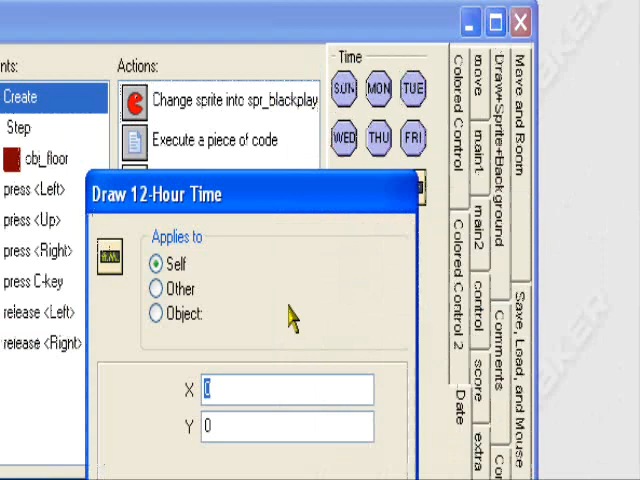 nts:
Actions:
Time
Create
Step
obj_floor
press <Left>
press <Up>
press <Right>
press C-key
release <Left>
release <Right>
Change sprite into spr_blackplay
Execute a piece of code
SUN MON TUE
WED THU FRI
Draw 12-Hour Time
Applies to
Self
Other
Object:
X 0
Y 0
Colored Control
Colored Control 2
Date
move
main1
main2
control
score
extra
Draw+Sprite+Background
Comments
Co
Move and Room
Save, Load, and Mouse
AKER
AKER